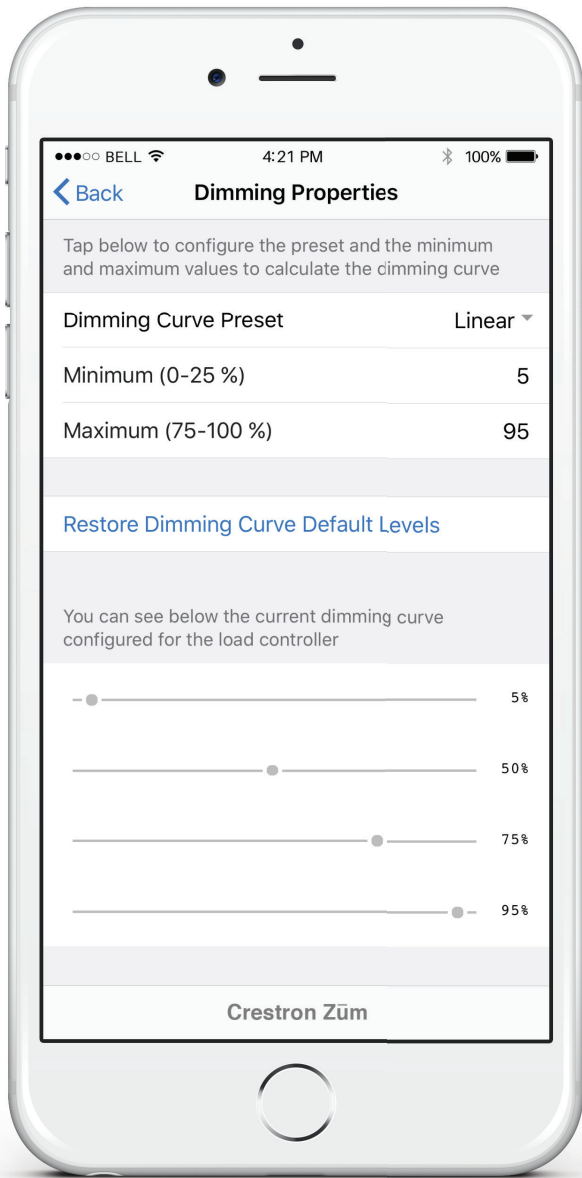 BELL 4:21 PM 100%
Back Dimming Properties
Tap below to configure the preset and the minimum
and maximum values to calculate the dimming curve
Dimming Curve Preset Linear
Minimum (0-25 %) 5
Maximum (75-100 %) 95
Restore Dimming Curve Default Levels
You can see below the current dimming curve
configured for the load controller
5%
50%
75%
95%
Crestron Zūm